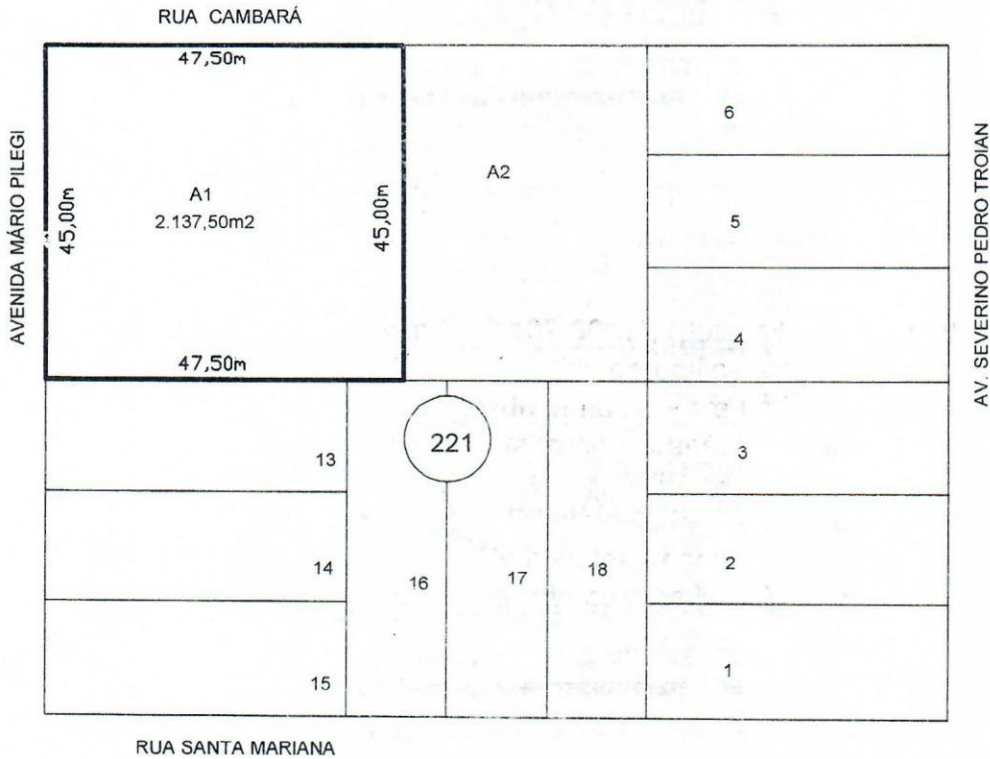 RUA CAMBARÁ
47,50m
6
AVENIDA MÁRIO PILEGI
45,00m
A1
2.137,50m2
45,00m
A2
5
AV. SEVERINO PEDRO TROIAN
4
47,50m
13
221
3
14
16
17
18
2
15
1
RUA SANTA MARIANA